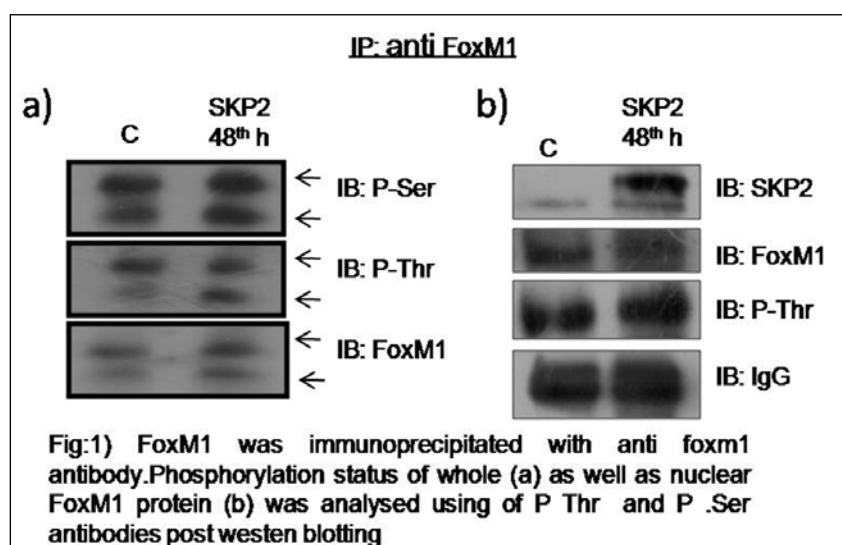 IP: anti FoxM1
a)
C
SKP2
48th h
IB: P-Ser
IB: P-Thr
IB: FoxM1
b)
C
SKP2
48th h
IB: SKP2
IB: FoxM1
IB: P-Thr
IB: IgG
Fig:1) FoxM1 was immunoprecipitated with anti foxm1
antibody.Phosphorylation status of whole (a) as well as nuclear
FoxM1 protein (b) was analysed using of P Thr and P .Ser
antibodies post westen blotting